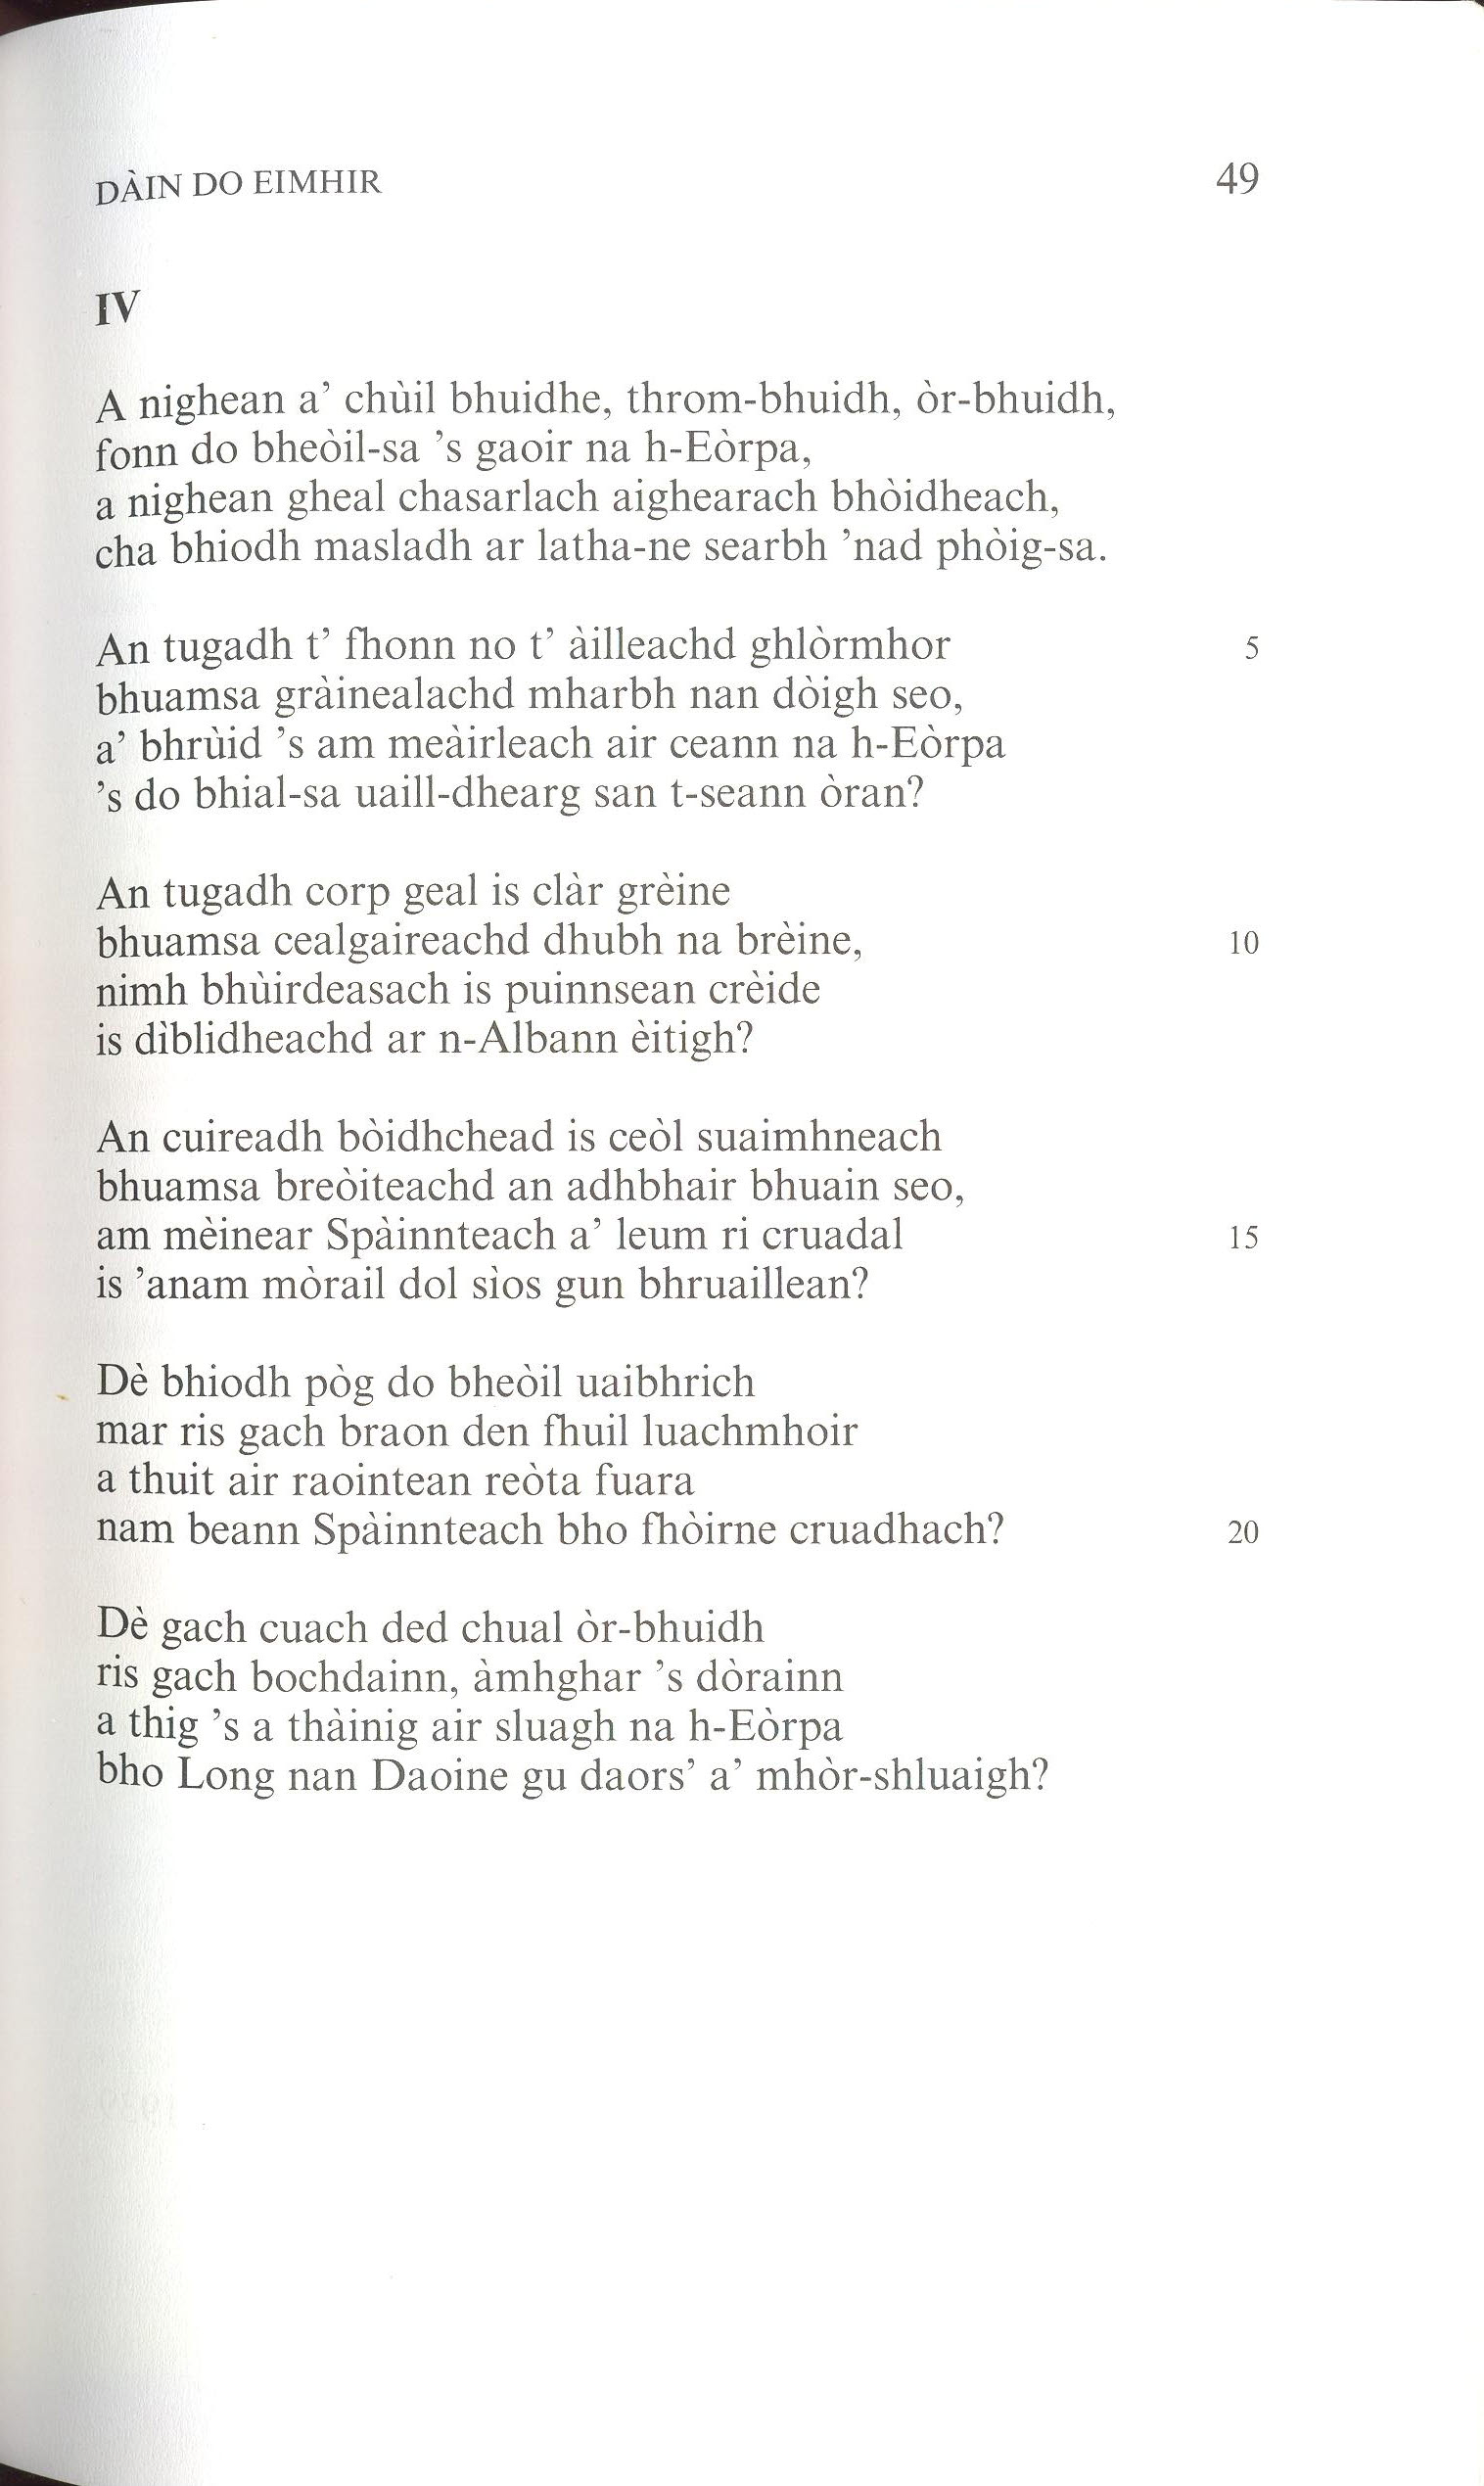 DÀIN DO EIMHIR 49
IV
A nighean a’ chùil bhuidhe, throm-bhuidh, òr-bhuidh,
fonn do bheòil-sa ’s gaoir na h-Eòrpa,
a nighean gheal chasarlach aighearach bhòidheach,
cha bhiodh masladh ar latha-ne searbh ’nad phòig-sa.
An tugadh t’ fhonn no t’ àilleachd ghlòrmhor 5
bhuamsa gràinealachd mharbh nan dòigh seo,
a’ bhrùid ’s am meàirleach air ceann na h-Eòrpa
’s do bhial-sa uaill-dhearg san t-seann òran?
An tugadh corp geal is clàr grèine
bhuamsa cealgaireachd dhubh na brèine, 10
nimh bhùirdeasach is puinnsean crèide
is dìblidheachd ar n-Albann èitigh?
An cuireadh bòidhchead is ceòl suaimhneach
bhuamsa breòiteachd an adhbhair bhuain seo,
am mèinear Spàinnteach a’ leum ri cruadal 15
is ’anam mòrail dol sìos gun bhruaillean?
Dè bhiodh pòg do bheòil uaibhrich
mar ris gach braon den fhuil luachmhoir
a thuit air raointean reòta fuara
nam beann Spàinnteach bho fhòirne cruadhach? 20
Dè gach cuach ded chual òr-bhuidh
ris gach bochdainn, àmhghar ’s dòrainn
a thig ’s a thàinig air sluagh na h-Eòrpa
bho Long nan Daoine gu daors’ a’ mhòr-shluaigh?